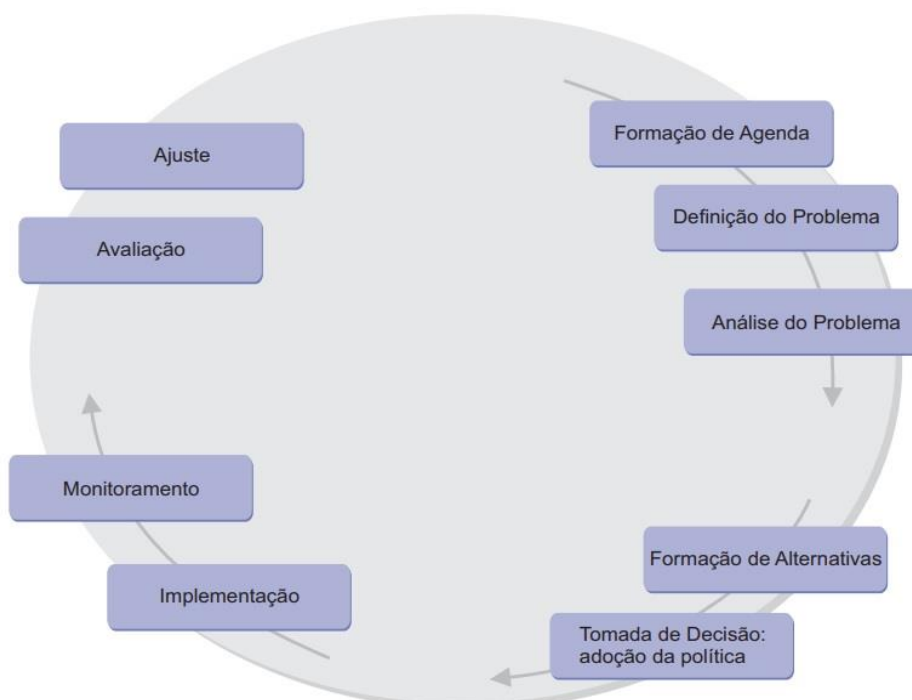 Formação de Agenda
Definição do Problema
Análise do Problema
Formação de Alternativas
Tomada de Decisão:
adoção da política
Implementação
Monitoramento
Avaliação
Ajuste